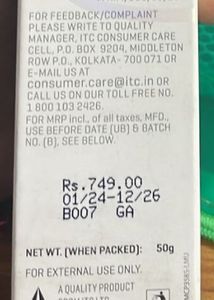 FOR FEEDBACK/COMPLAINT
PLEASE WRITE TO QUALITY
MANAGER, ITC CONSUMER CARE
CELL, P.O. BOX 9204, MIDDLETON
ROW P.O., KOLKATA- 700 071 OR
E-MAIL US AT
consumer.care@itc.in OR
CALL US ON OUR TOLL FREE NO.
1 800 103 2426.
FOR MRP incl., of all taxes, MFD.,
USE BEFORE DATE (UB) & BATCH
NO. (B), SEE BELOW.
Rs.749.00
01/24-12/26
B007 GA
NET WT. (WHEN PACKED): 50g
FOR EXTERNAL USE ONLY.
A QUALITY PRODUCT